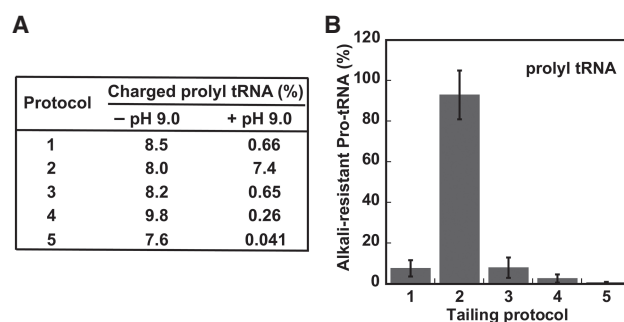 A
Protocol Charged prolyl tRNA (%)
– pH 9.0 + pH 9.0
1 8.5 0.66
2 8.0 7.4
3 8.2 0.65
4 9.8 0.26
5 7.6 0.041
B
prolyl tRNA
Alkali-resistant Pro-tRNA (%)
120
100
80
60
40
20
0
1 2 3 4 5
Tailing protocol